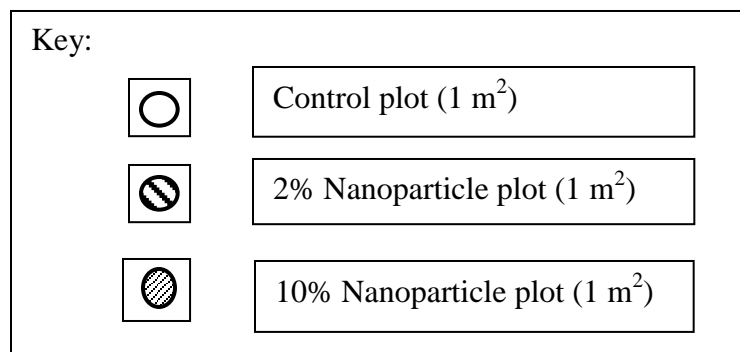 Key:
Control plot (1 m²)
2% Nanoparticle plot (1 m²)
10% Nanoparticle plot (1 m²)